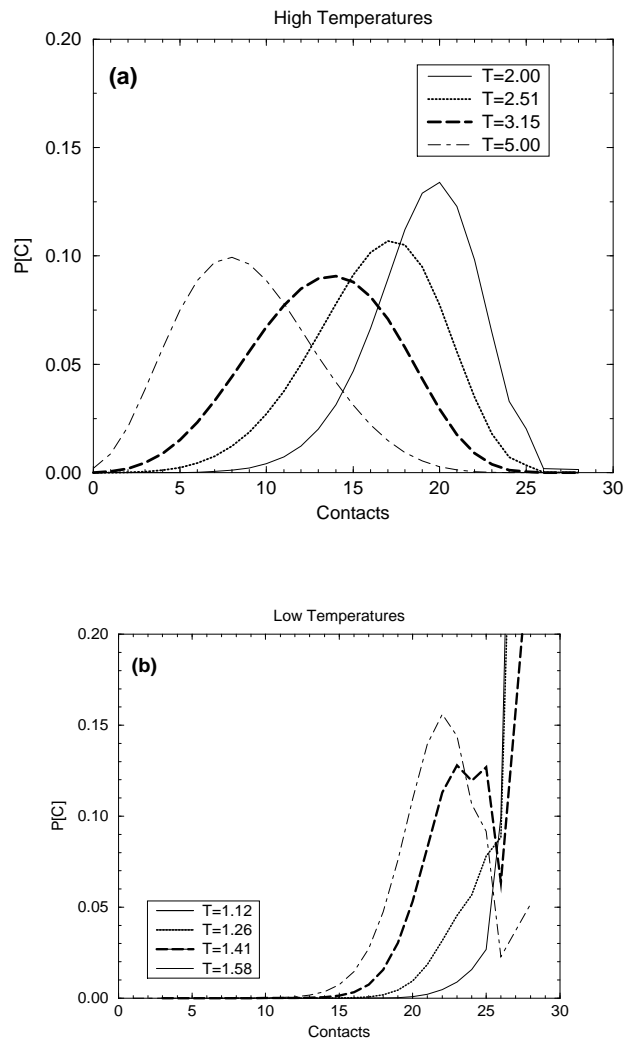 High Temperatures
0.20
(a)
T=2.00
T=2.51
T=3.15
T=5.00
0.15
0.10
P[C]
0.05
0.00
0 5 10 15 20 25 30
Contacts
Low Temperatures
0.20
(b)
0.15
0.10
P[C]
0.05
T=1.12
T=1.26
T=1.41
T=1.58
0.00
0 5 10 15 20 25 30
Contacts